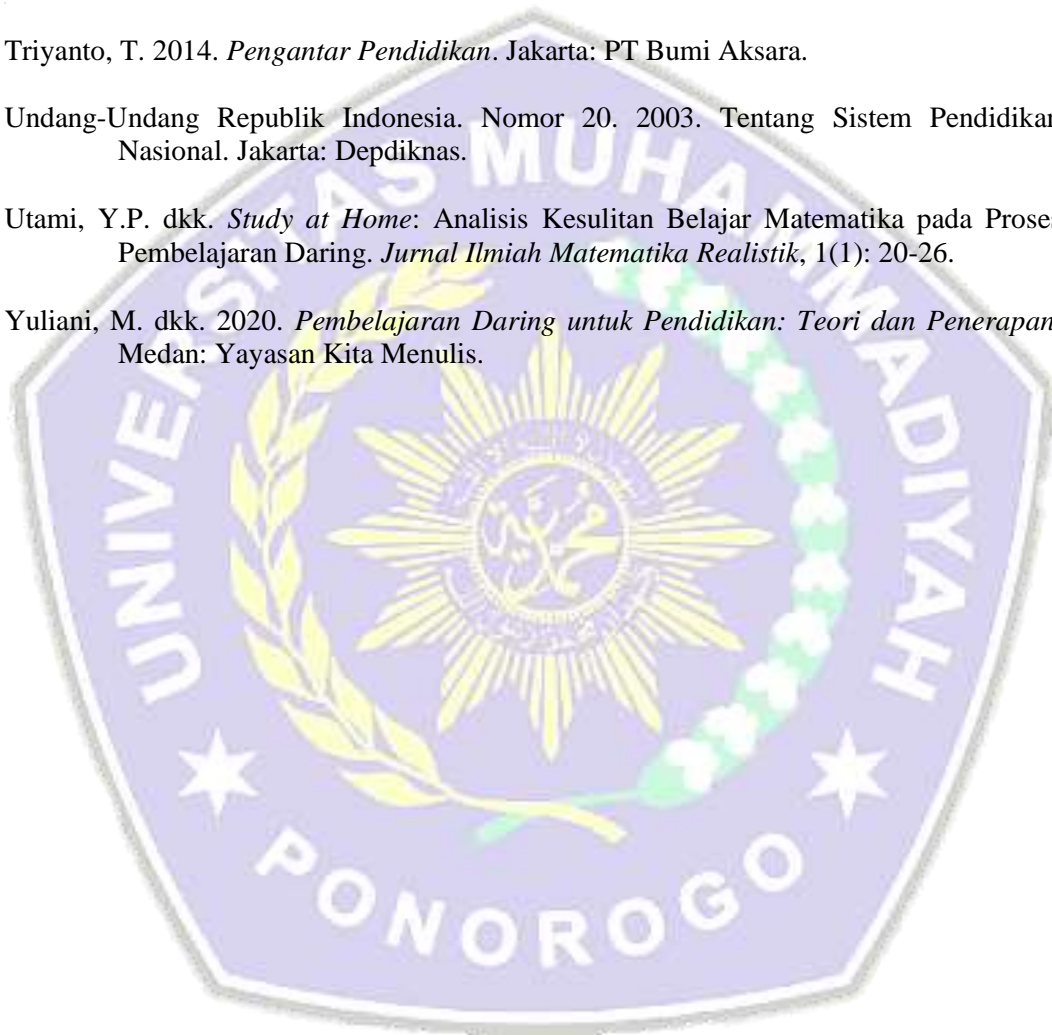 Triyanto, T. 2014. Pengantar Pendidikan. Jakarta: PT Bumi Aksara.
Undang-Undang Republik Indonesia. Nomor 20. 2003. Tentang Sistem Pendidikan
Nasional. Jakarta: Depdiknas.
Utami, Y.P. dkk. Study at Home: Analisis Kesulitan Belajar Matematika pada Proses
Pembelajaran Daring. Jurnal Ilmiah Matematika Realistik, 1(1): 20-26.
Yuliani, M. dkk. 2020. Pembelajaran Daring untuk Pendidikan: Teori dan Penerapan
Medan: Yayasan Kita Menulis.
UNIVERSITAS MUHAMMADIYAH
PONOROGO